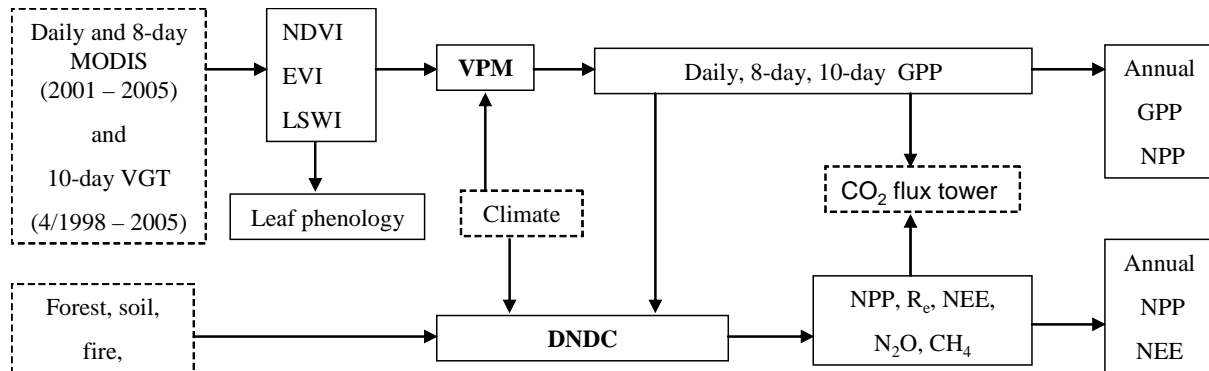 Daily and 8-day
MODIS
(2001 – 2005)
and
10-day VGT
(4/1998 – 2005)
NDVI
EVI
LSWI
Leaf phenology
VPM
Climate
Daily, 8-day, 10-day GPP
CO₂ flux tower
Annual
GPP
NPP
Forest, soil,
fire,
DNDC
NPP, Rₑ, NEE,
N₂O, CH₄
Annual
NPP
NEE